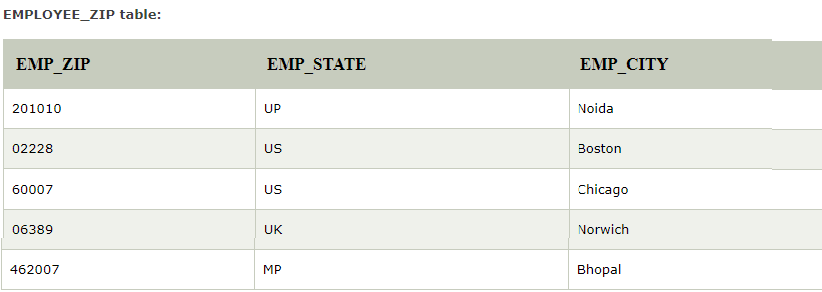 EMPLOYEE_ZIP table:
EMP_ZIP EMP_STATE EMP_CITY
201010 UP Noida
02228 US Boston
60007 US Chicago
06389 UK Norwich
462007 MP Bhopal